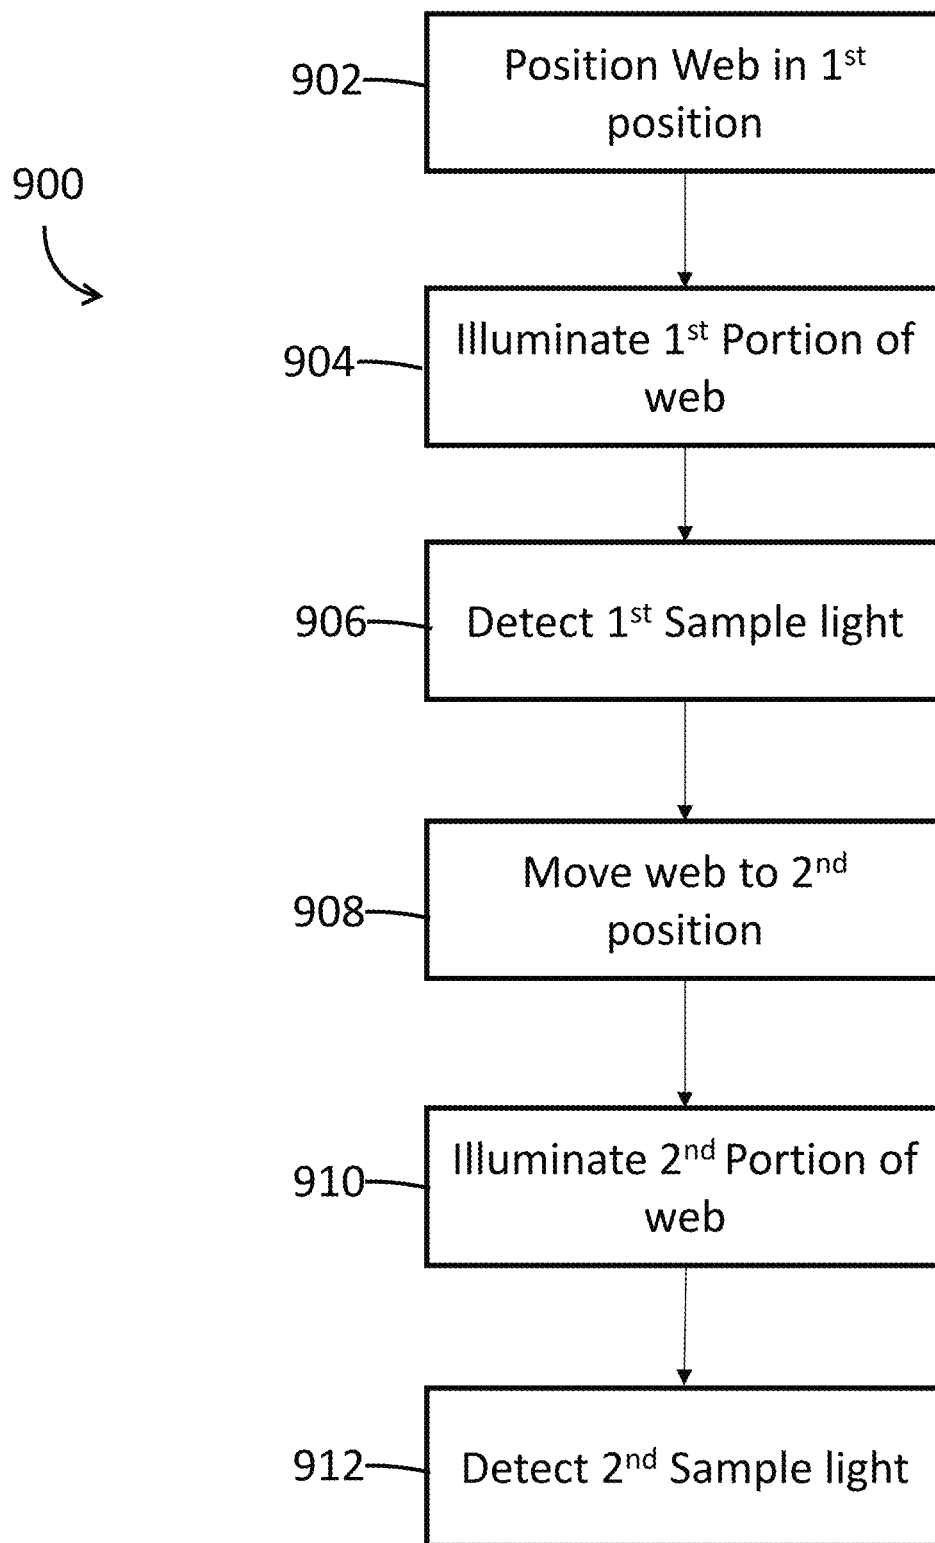 902
Position Web in 1st
position
900
904
Illuminate 1st Portion of
web
906
Detect 1st Sample light
908
Move web to 2nd
position
910
Illuminate 2nd Portion of
web
912
Detect 2nd Sample light